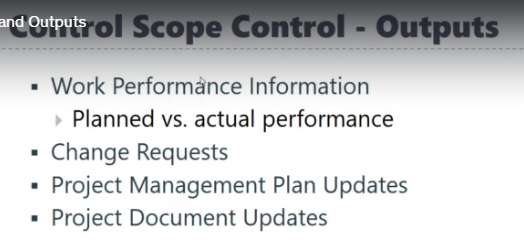 and Outputs
Control Scope Control - Outputs
Work Performance Information
Planned vs. actual performance
Change Requests
Project Management Plan Updates
Project Document Updates